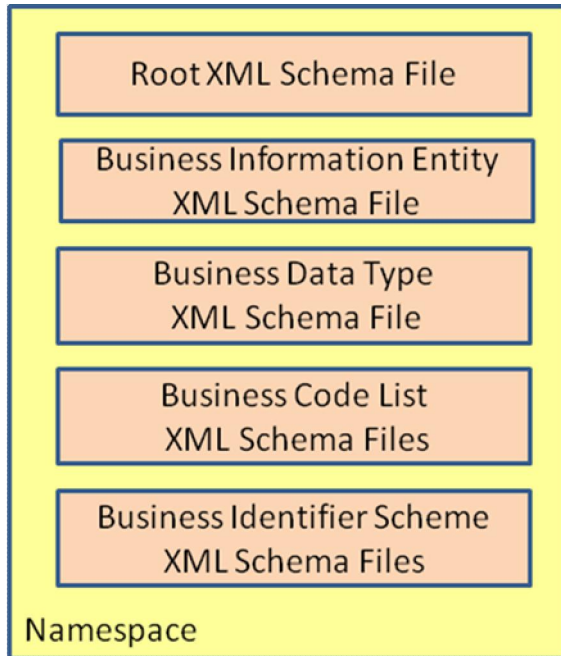 Root XML Schema File
Business Information Entity
XML Schema File
Business Data Type
XML Schema File
Business Code List
XML Schema Files
Business Identifier Scheme
XML Schema Files
Namespace